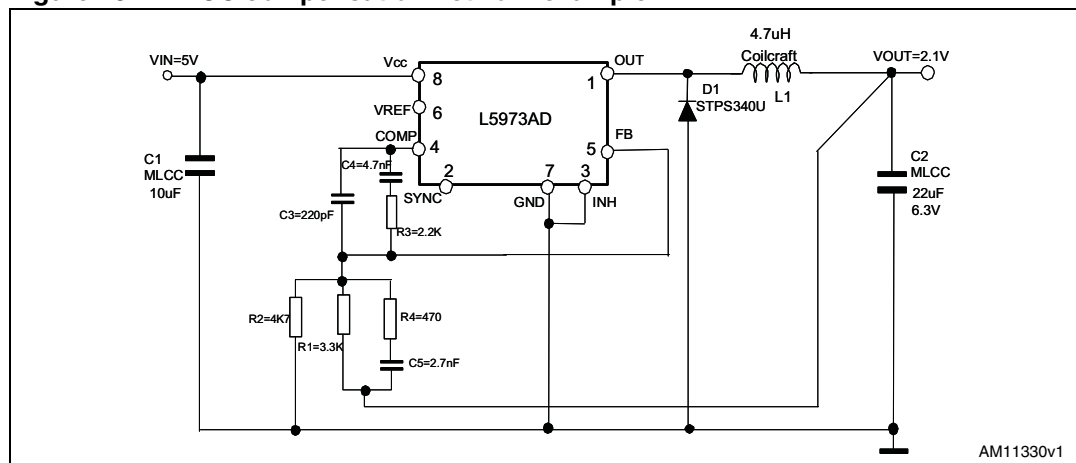 4.7uH
VIN=5V
Vcc
OUT
Coilcraft
VOUT=2.1V
8
1
D1
L1
STPS340U
VREF
6
L5973AD
COMP
4
FB
5
C1
MLCC
10uF
C4=4.7nF
2
7
3
C2
MLCC
22uF
6.3V
SYNC
GND
INH
C3=220pF
R3=2.2K
R2=4K7
R4=470
R1=3.3K
C5=2.7nF
AM11330v1